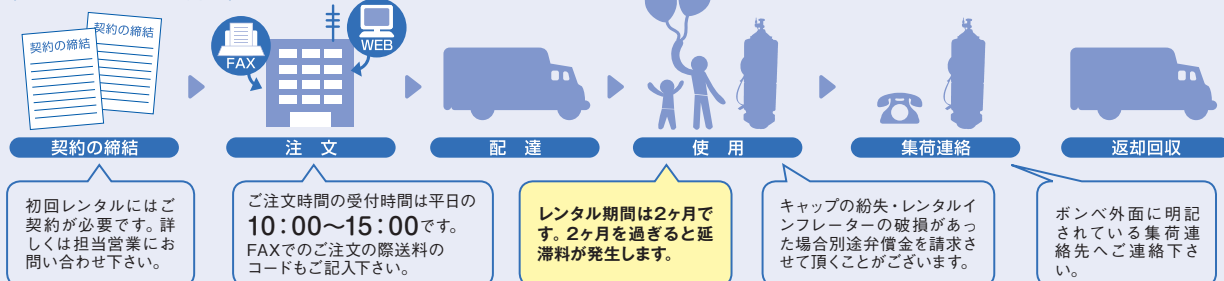 契約の締結
契約の締結
FAX
WEB
契約の締結
注文
配達
使用
集荷連絡
返却回収
初回レンタルにはご
契約が必要です。詳
しくは担当営業にお
問い合わせ下さい。
ご注文時間の受付時間は平日の
10：00〜15：00です。
FAXでのご注文の際送料の
コードもご記入下さい。
レンタル期間は2ヶ月で
す。2ヶ月を過ぎると延
滞料が発生します。
キャップの紛失・レンタルイ
ンフレーターの破損があっ
た場合別途弁償金を請求さ
せて頂くことがございます。
ボンベ外面に明記
されている集荷連
絡先へご連絡下さ
い。